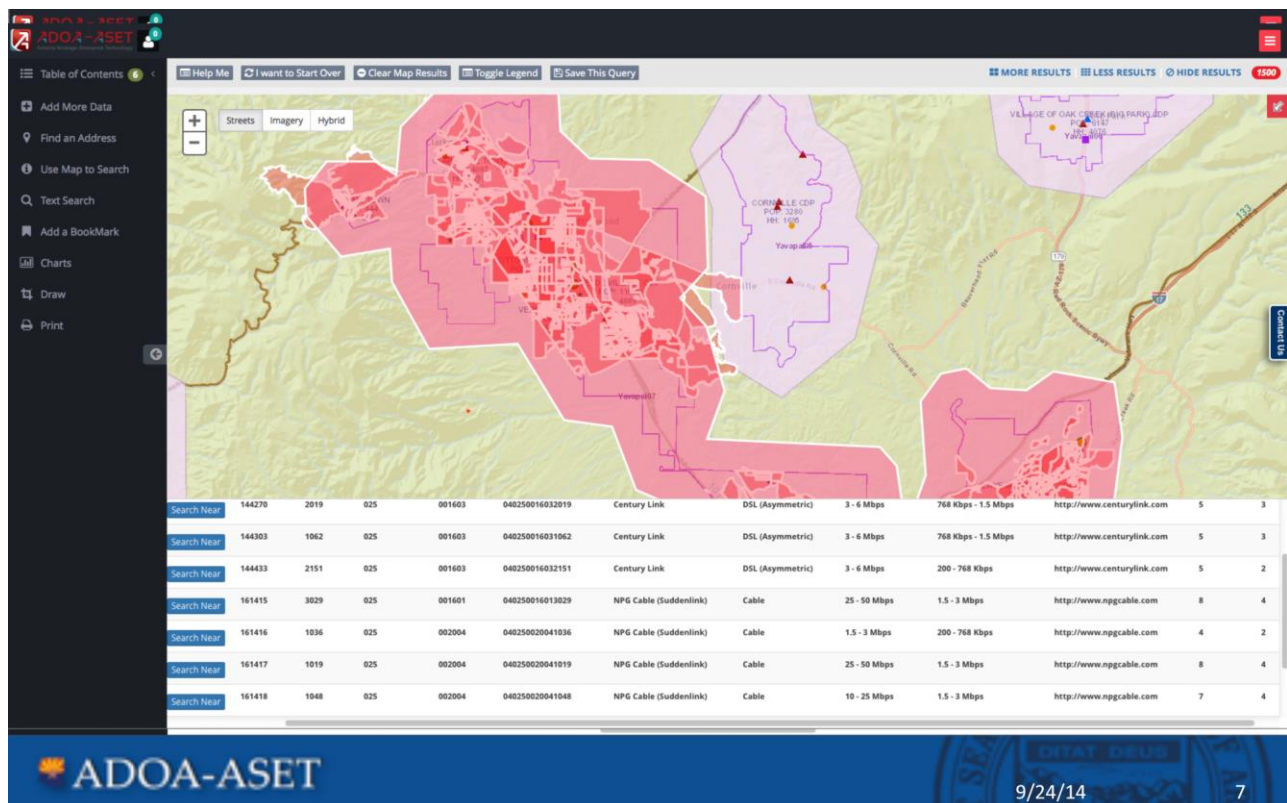 ADOA-ASET
0
ADOA-ASET
0
Table of Contents 6
Add More Data
Find an Address
Use Map to Search
Text Search
Add a BookMark
Charts
Draw
Print
Help Me I want to Start Over Clear Map Results Toggle Legend Save This Query
MORE RESULTS LESS RESULTS HIDE RESULTS 1500
+
−
Streets Imagery Hybrid
VILLAGE OF OAK CREEK (BIG PARK) CDP
CORNVILLE CDP
POP: 3280
Cornville
Yavapai07
179
17
133
Cornville Rd
Contact Us
Search Near 144270 2019 025 001603 040250016032019 Century Link DSL (Asymmetric) 3 - 6 Mbps 768 Kbps - 1.5 Mbps http://www.centurylink.com 5 3
Search Near 144303 1062 025 001603 040250016031062 Century Link DSL (Asymmetric) 3 - 6 Mbps 768 Kbps - 1.5 Mbps http://www.centurylink.com 5 3
Search Near 144433 2151 025 001603 040250016032151 Century Link DSL (Asymmetric) 3 - 6 Mbps 200 - 768 Kbps http://www.centurylink.com 5 2
Search Near 161415 3029 025 001601 040250016013029 NPG Cable (Suddenlink) Cable 25 - 50 Mbps 1.5 - 3 Mbps http://www.npgcable.com 8 4
Search Near 161416 1036 025 002004 040250020041036 NPG Cable (Suddenlink) Cable 1.5 - 3 Mbps 200 - 768 Kbps http://www.npgcable.com 4 2
Search Near 161417 1019 025 002004 040250020041019 NPG Cable (Suddenlink) Cable 25 - 50 Mbps 1.5 - 3 Mbps http://www.npgcable.com 8 4
Search Near 161418 1048 025 002004 040250020041048 NPG Cable (Suddenlink) Cable 10 - 25 Mbps 1.5 - 3 Mbps http://www.npgcable.com 7 4
ADOA-ASET
DITAT DEUS
9/24/14 7